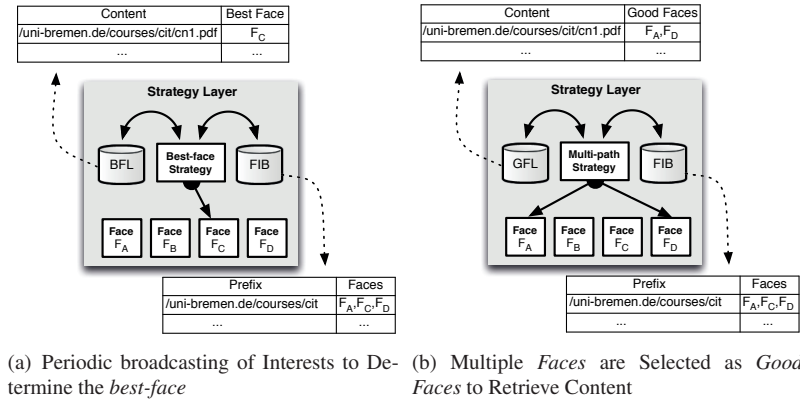 Content Best Face
/uni-bremen.de/courses/cit/cn1.pdf F_C
... ...
Strategy Layer
BFL Best-face Strategy FIB
Face F_A Face F_B Face F_C Face F_D
Prefix Faces
/uni-bremen.de/courses/cit F_A,F_C,F_D
... ...
(a) Periodic broadcasting of Interests to De-
termine the best-face
Content Good Faces
/uni-bremen.de/courses/cit/cn1.pdf F_A,F_D
... ...
Strategy Layer
GFL Multi-path Strategy FIB
Face F_A Face F_B Face F_C Face F_D
Prefix Faces
/uni-bremen.de/courses/cit F_A,F_C,F_D
... ...
(b) Multiple Faces are Selected as Good
Faces to Retrieve Content